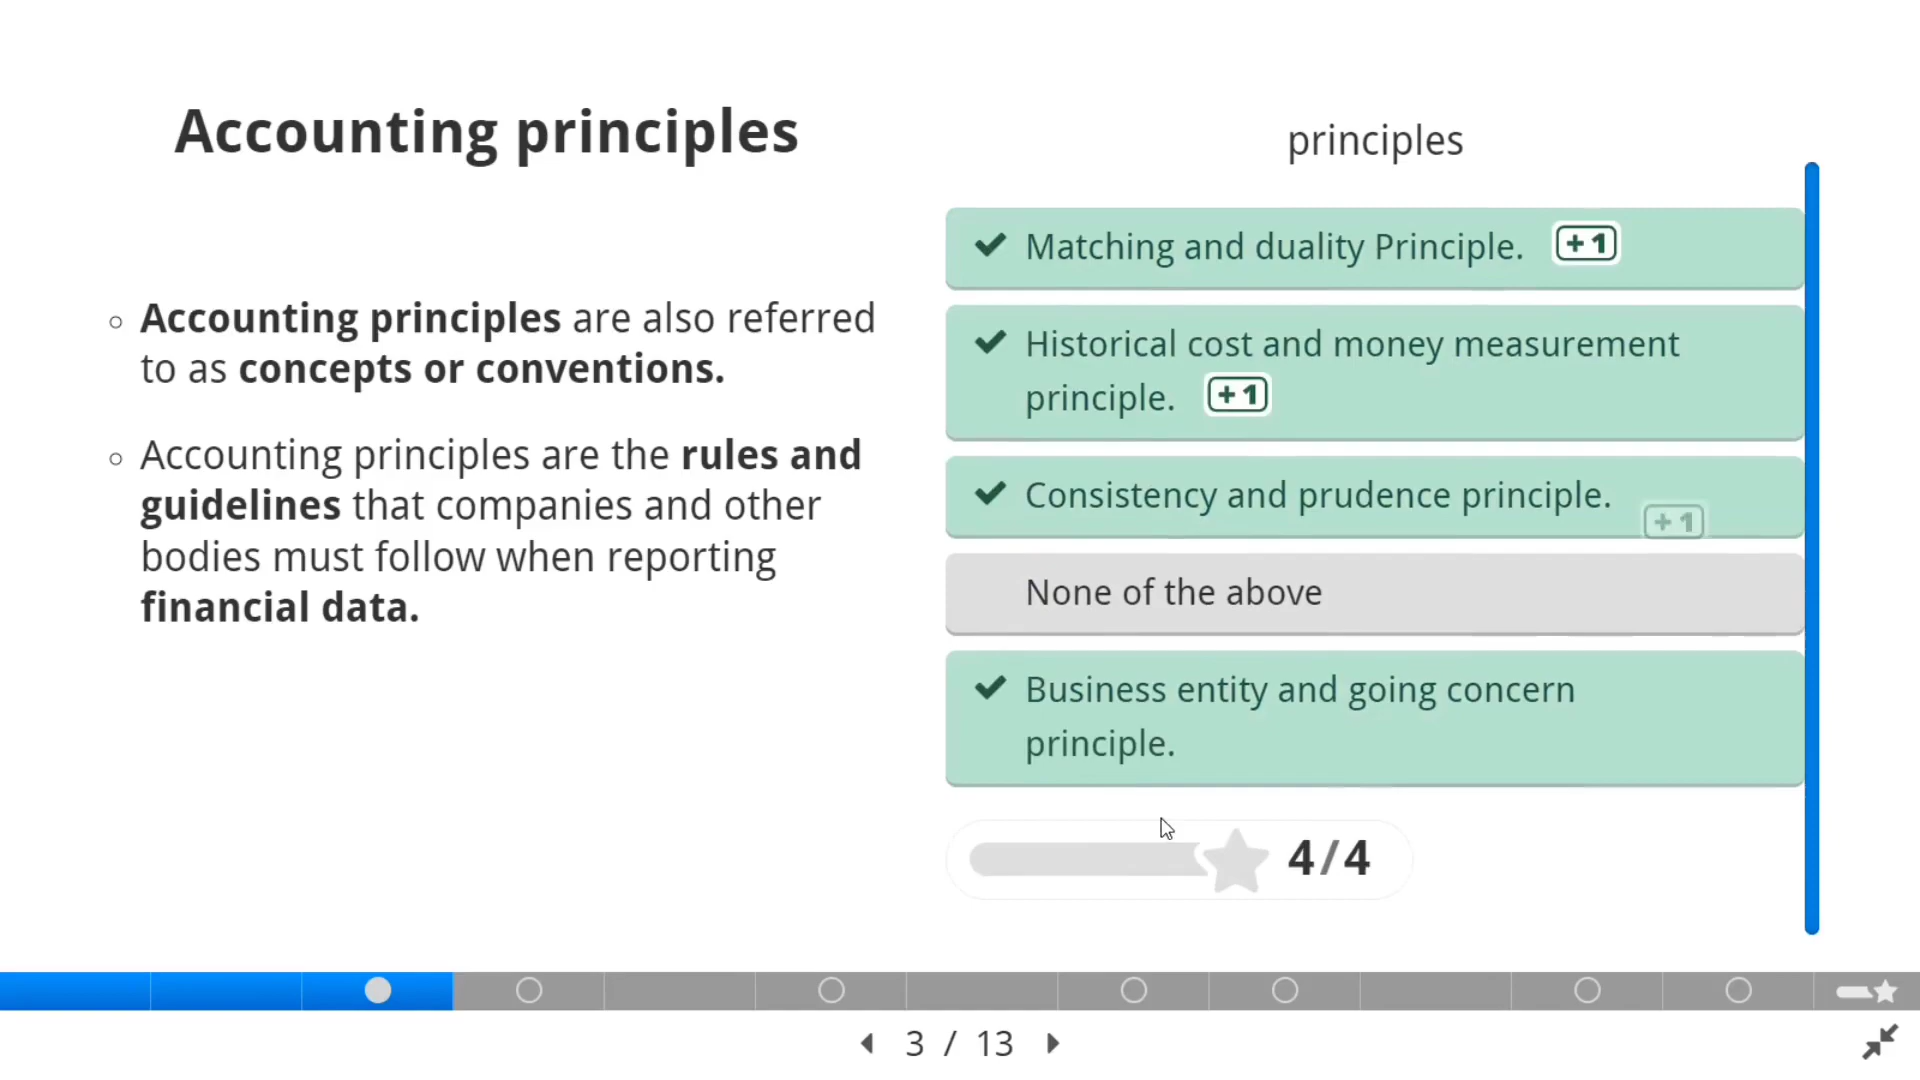 Accounting principles
Accounting principles are also referred
to as concepts or conventions.
Accounting principles are the rules and
guidelines that companies and other
bodies must follow when reporting
financial data.
principles
Matching and duality Principle. +1
Historical cost and money measurement
principle. +1
Consistency and prudence principle. +1
None of the above
Business entity and going concern
principle.
4/4
3 / 13